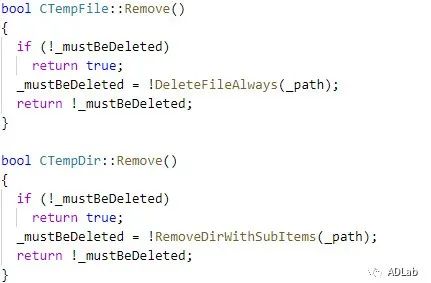 bool CTempFile::Remove()
{
  if (!_mustBeDeleted)
    return true;
  _mustBeDeleted = !DeleteFileAlways(_path);
  return !_mustBeDeleted;
}

bool CTempDir::Remove()
{
  if (!_mustBeDeleted)
    return true;
  _mustBeDeleted = !RemoveDirWithSubItems(_path);
  return !_mustBeDeleted;
}
ADLab